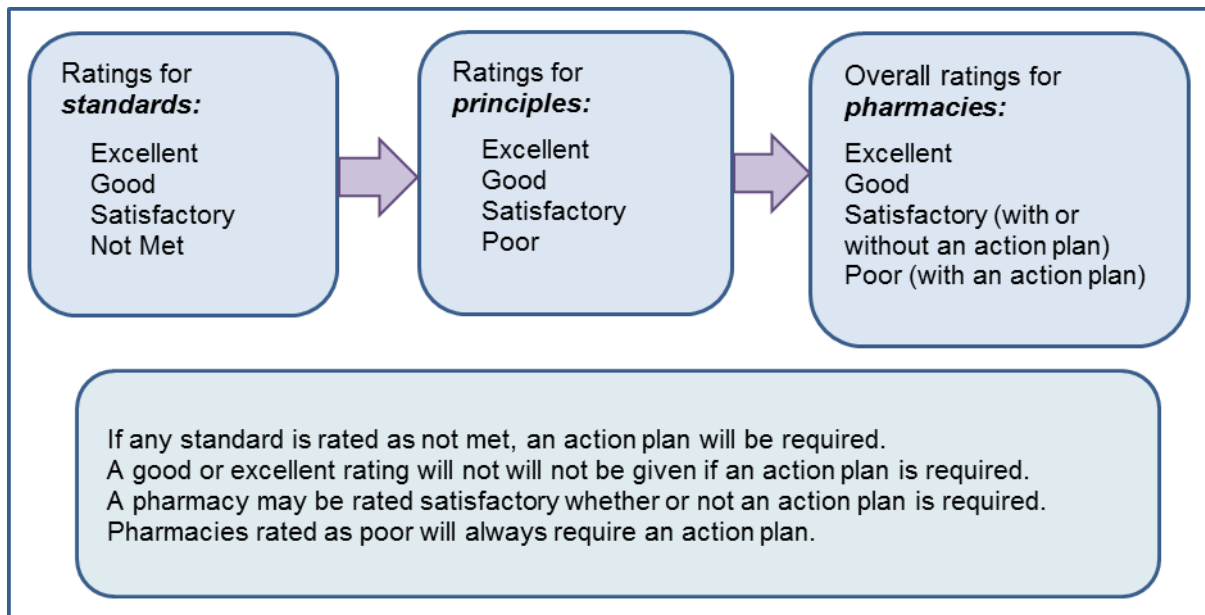 Ratings for
standards:
Excellent
Good
Satisfactory
Not Met
Ratings for
principles:
Excellent
Good
Satisfactory
Poor
Overall ratings for
pharmacies:
Excellent
Good
Satisfactory (with or
without an action plan)
Poor (with an action plan)
If any standard is rated as not met, an action plan will be required.
A good or excellent rating will not will not be given if an action plan is required.
A pharmacy may be rated satisfactory whether or not an action plan is required.
Pharmacies rated as poor will always require an action plan.